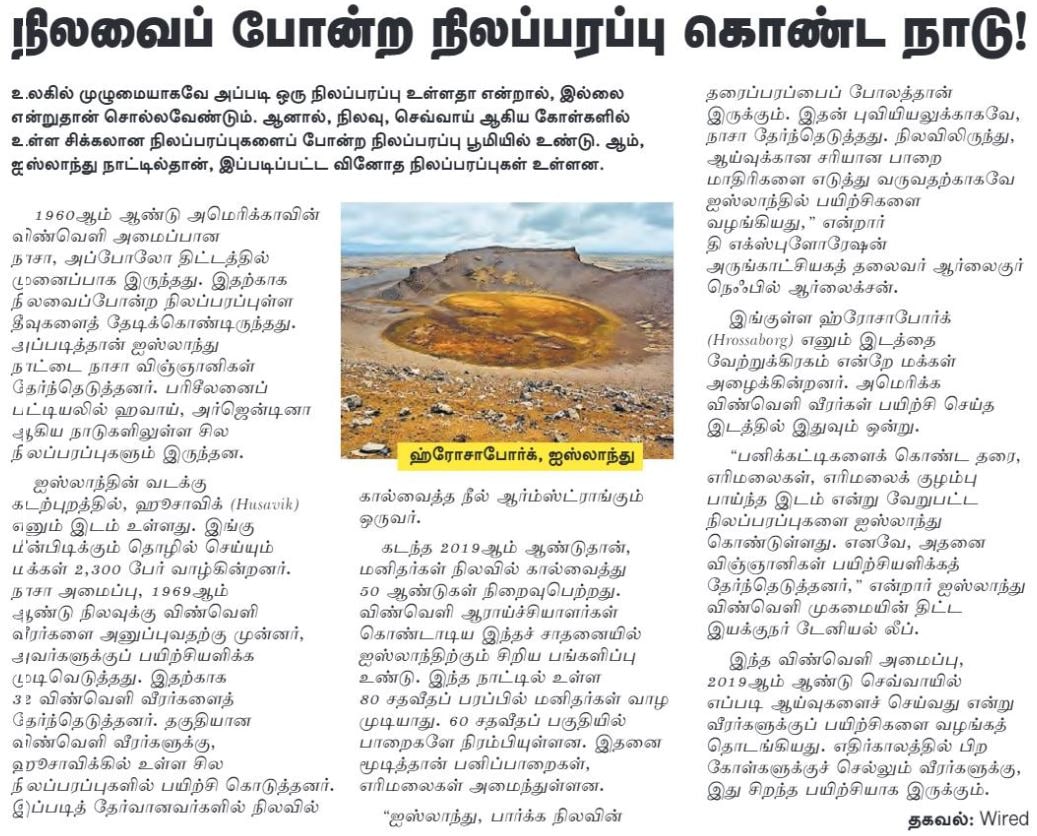 நிலவைப் போன்ற நிலப்பரப்பு கொண்ட நாடு!
உலகில் முழுமையாகவே அப்படி ஒரு நிலப்பரப்பு உள்ளதா என்றால், இல்லை
என்றுதான் சொல்லவேண்டும். ஆனால், நிலவு, செவ்வாய் ஆகிய கோள்களில்
உள்ள சிக்கலான நிலப்பரப்புகளைப் போன்ற நிலப்பரப்பு பூமியில் உண்டு. ஆம்,
ஐஸ்லாந்து நாட்டில்தான், இப்படிப்பட்ட வினோத நிலப்பரப்புகள் உள்ளன.
1960ஆம் ஆண்டு அமெரிக்காவின்
விண்வெளி அமைப்பான
நாசா, அப்போலோ திட்டத்தில்
முனைப்பாக இருந்தது. இதற்காக
நிலவைப்போன்ற நிலப்பரப்புள்ள
தீவுகளைத் தேடிக்கொண்டிருந்தது.
அப்படித்தான் ஐஸ்லாந்து
நாட்டை நாசா விஞ்ஞானிகள்
தேர்ந்தெடுத்தனர். பரிசீலனைப்
பட்டியலில் ஹவாய், அர்ஜென்டினா
ஆகிய நாடுகளிலுள்ள சில
நிலப்பரப்புகளும் இருந்தன.
ஐஸ்லாந்தின் வடக்கு
கடற்புறத்தில், ஹூசாவிக் (Husavik)
எனும் இடம் உள்ளது. இங்கு
மீன்பிடிக்கும் தொழில் செய்யும்
மக்கள் 2,300 பேர் வாழ்கின்றனர்.
நாசா அமைப்பு, 1969ஆம்
ஆண்டு நிலவுக்கு விண்வெளி
வீரர்களை அனுப்புவதற்கு முன்னர்,
அவர்களுக்குப் பயிற்சியளிக்க
முடிவெடுத்தது. இதற்காக
32 விண்வெளி வீரர்களைத்
தேர்ந்தெடுத்தனர். தகுதியான
விண்வெளி வீரர்களுக்கு,
ஹூசாவிக்கில் உள்ள சில
நிலப்பரப்புகளில் பயிற்சி கொடுத்தனர்.
இப்படித் தேர்வானவர்களில் நிலவில்
ஹ்ரோசாபோர்க், ஐஸ்லாந்து
கால்வைத்த நீல் ஆர்ம்ஸ்ட்ராங்கும்
ஒருவர்.
கடந்த 2019ஆம் ஆண்டுதான்,
மனிதர்கள் நிலவில் கால்வைத்து
50 ஆண்டுகள் நிறைவுபெற்றது.
விண்வெளி ஆராய்ச்சியாளர்கள்
கொண்டாடிய இந்தச் சாதனையில்
ஐஸ்லாந்திற்கும் சிறிய பங்களிப்பு
உண்டு. இந்த நாட்டில் உள்ள
80 சதவீதப் பரப்பில் மனிதர்கள் வாழ
முடியாது. 60 சதவீதப் பகுதியில்
பாறைகளே நிரம்பியுள்ளன. இதனை
மூடித்தான் பனிப்பாறைகள்,
எரிமலைகள் அமைந்துள்ளன.
“ஐஸ்லாந்து, பார்க்க நிலவின்
தரைப்பரப்பைப் போலத்தான்
இருக்கும். இதன் புவியியலுக்காகவே,
நாசா தேர்ந்தெடுத்தது. நிலவிலிருந்து,
ஆய்வுக்கான சரியான பாறை
மாதிரிகளை எடுத்து வருவதற்காகவே
ஐஸ்லாந்தில் பயிற்சிகளை
வழங்கியது,” என்றார்
தி எக்ஸ்புளோரேஷன்
அருங்காட்சியகத் தலைவர் ஆர்லைகுர்
நெஃபில் ஆர்லைக்சன்.
இங்குள்ள ஹ்ரோசாபோர்க்
(Hrossaborg) எனும் இடத்தை
வேற்றுக்கிரகம் என்றே மக்கள்
அழைக்கின்றனர். அமெரிக்க
விண்வெளி வீரர்கள் பயிற்சி செய்த
இடத்தில் இதுவும் ஒன்று.
“பனிக்கட்டிகளைக் கொண்ட தரை,
எரிமலைகள், எரிமலைக் குழம்பு
பாய்ந்த இடம் என்று வேறுபட்ட
நிலப்பரப்புகளை ஐஸ்லாந்து
கொண்டுள்ளது. எனவே, அதனை
விஞ்ஞானிகள் பயிற்சியளிக்கத்
தேர்ந்தெடுத்தனர்,” என்றார் ஐஸ்லாந்து
விண்வெளி முகமையின் திட்ட
இயக்குநர் டேனியல் லீப்.
இந்த விண்வெளி அமைப்பு,
2019ஆம் ஆண்டு செவ்வாயில்
எப்படி ஆய்வுகளைச் செய்வது என்று
வீரர்களுக்குப் பயிற்சிகளை வழங்கத்
தொடங்கியது. எதிர்காலத்தில் பிற
கோள்களுக்குச் செல்லும் வீரர்களுக்கு,
இது சிறந்த பயிற்சியாக இருக்கும்.
தகவல்: Wired